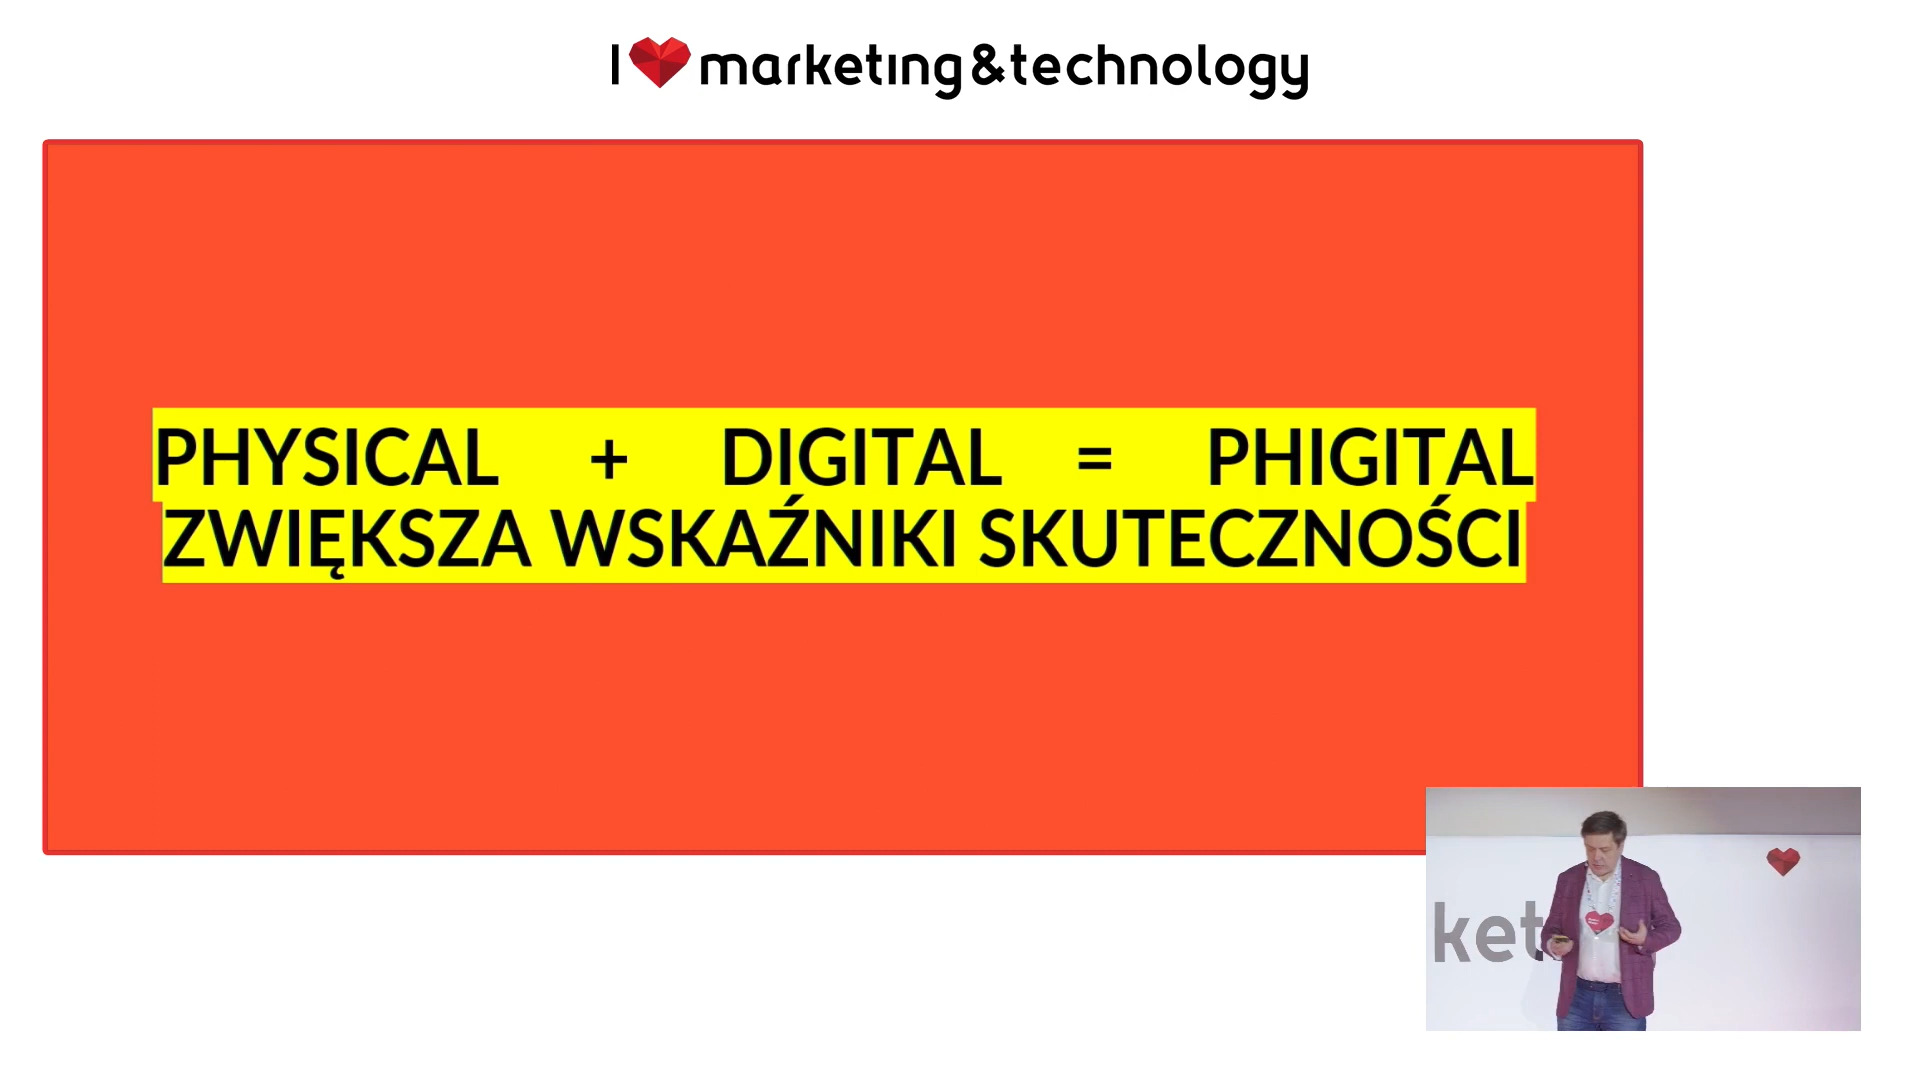 I marketing & technology
PHYSICAL + DIGITAL = PHIGITAL
ZWIĘKSZA WSKAŹNIKI SKUTECZNOŚCI
ket